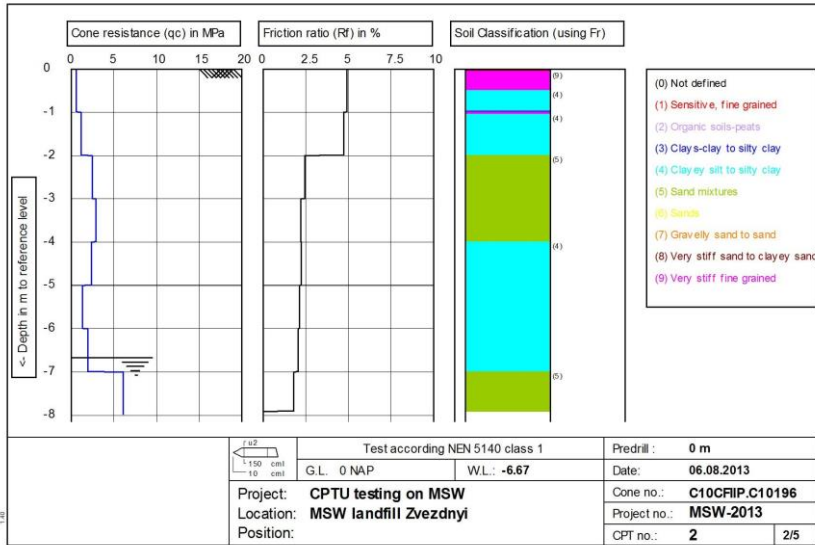 Cone resistance (qc) in MPa
Friction ratio (Rf) in %
Soil Classification (using Fr)
0 5 10 15 20
0 2.5 5 7.5 10
0
-1
-2
-3
-4
-5
-6
-7
-8
<- Depth in m to reference level
(9)
(4)
(4)
(5)
(4)
(5)
(0) Not defined
(1) Sensitive, fine grained
(2) Organic soils-peats
(3) Clays-clay to silty clay
(4) Clayey silt to silty clay
(5) Sand mixtures
(6) Sands
(7) Gravelly sand to sand
(8) Very stiff sand to clayey sand
(9) Very stiff fine grained
u2
150 cm
10 cm
Test according NEN 5140 class 1
G.L. 0 NAP
W.L.: -6.67
Predrill : 0 m
Date: 06.08.2013
Project: CPTU testing on MSW
Location: MSW landfill Zvezdnyi
Position:
Cone no.: C10CFIIP.C10196
Project no.: MSW-2013
CPT no.: 2
2/5